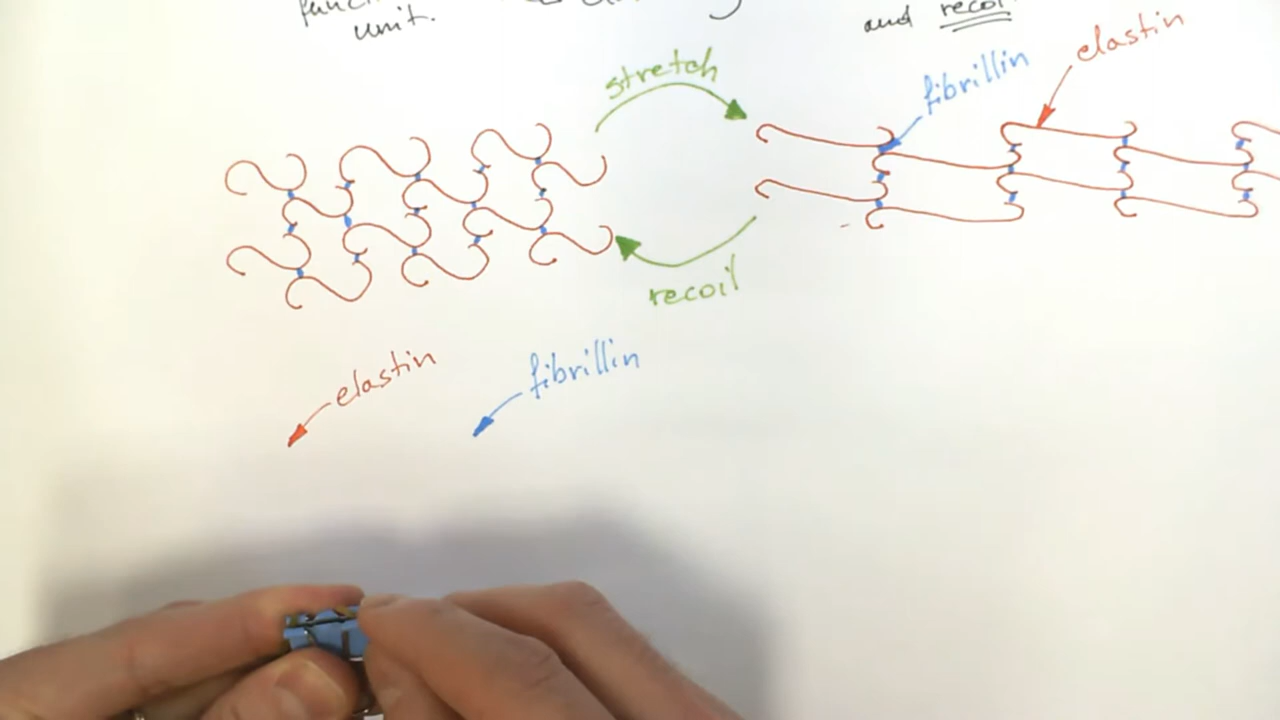 unit.
and recoil
stretch
fibrillin
elastin
recoil
elastin
fibrillin